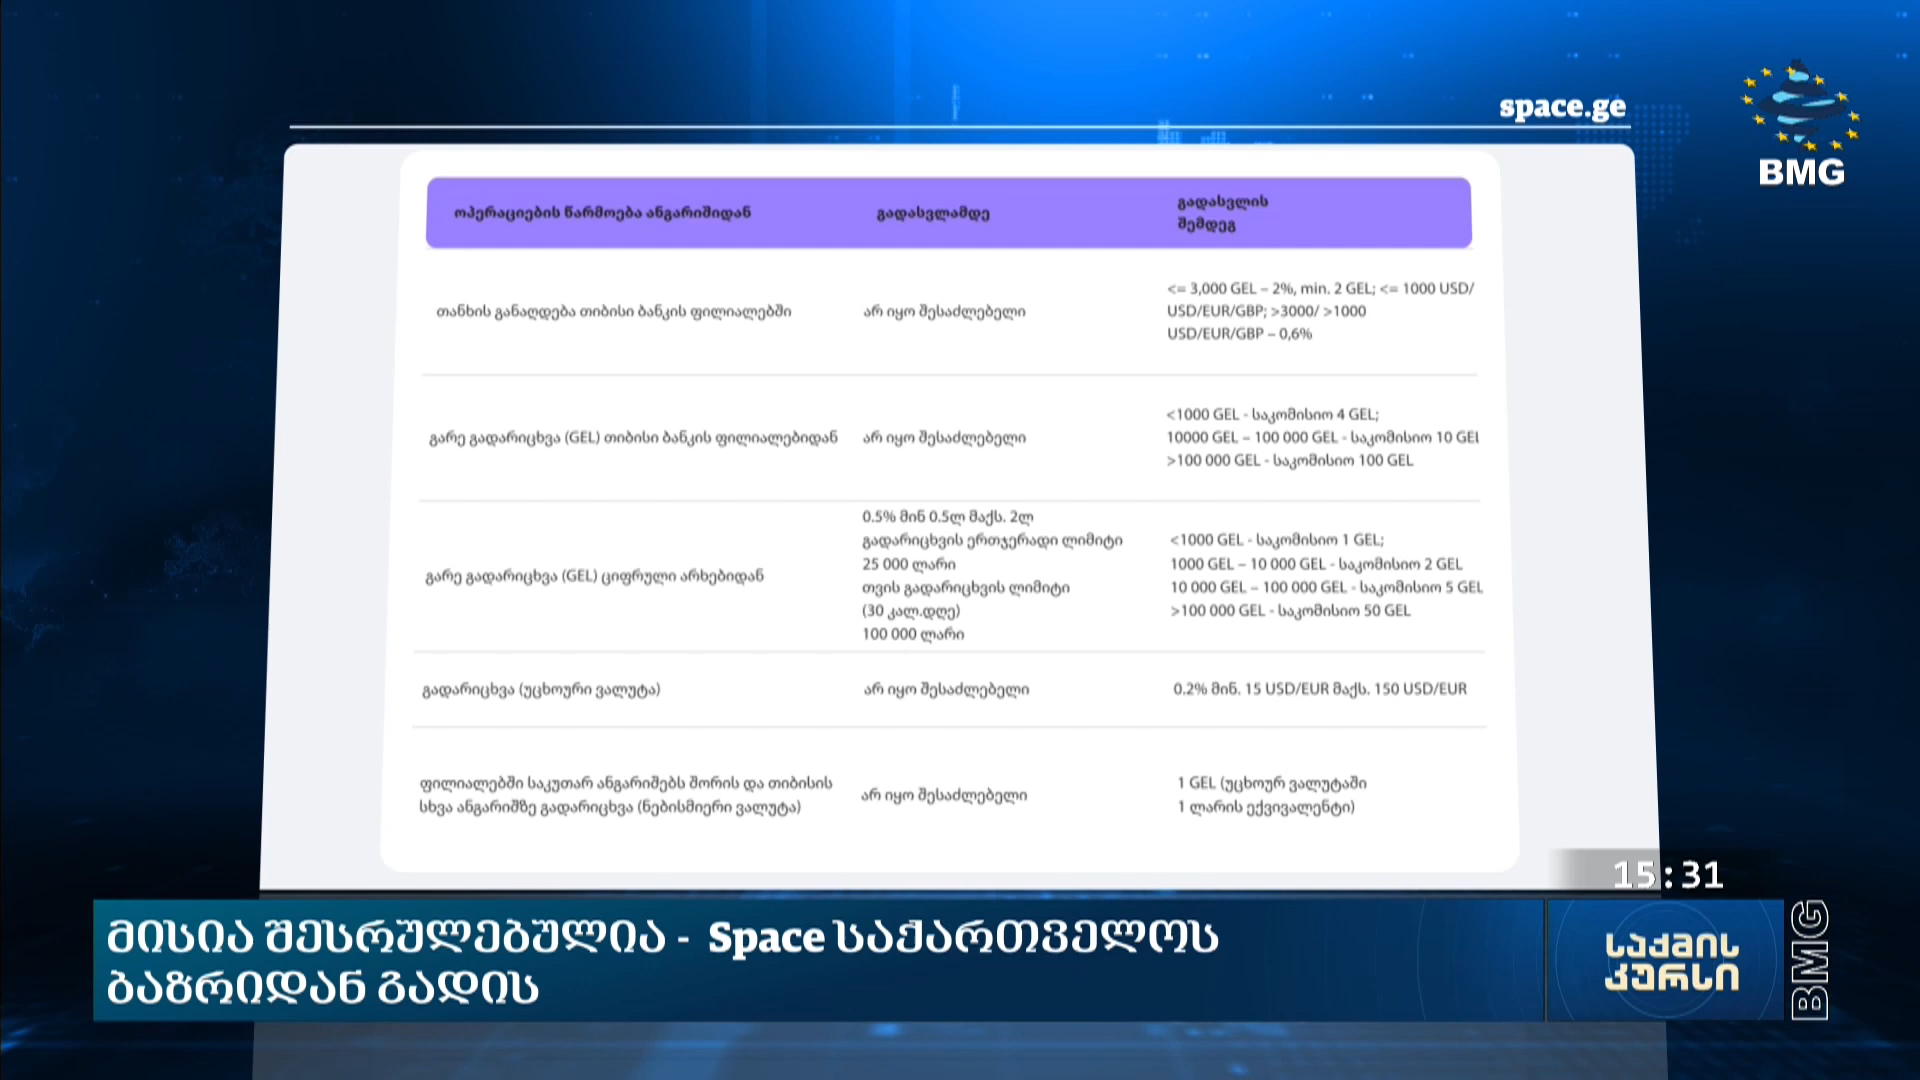 space.ge
BMG
ოპერაციების წარმოება ანგარიშიდან
გადასვლამდე
გადასვლის
შემდეგ
თანხის განაღდება თიბისი ბანკის ფილიალებში
არ იყო შესაძლებელი
<= 3,000 GEL – 2%, min. 2 GEL; <= 1000 USD/
USD/EUR/GBP; >3000/ >1000
USD/EUR/GBP – 0,6%
გარე გადარიცხვა (GEL) თიბისი ბანკის ფილიალებიდან
არ იყო შესაძლებელი
<1000 GEL - საკომისიო 4 GEL;
10000 GEL – 100 000 GEL - საკომისიო 10 GEL
>100 000 GEL - საკომისიო 100 GEL
გარე გადარიცხვა (GEL) ციფრული არხებიდან
0.5% მინ 0.5ლ მაქს. 2ლ
გადარიცხვის ერთჯერადი ლიმიტი
25 000 ლარი
თვის გადარიცხვის ლიმიტი
(30 კალ.დღე)
100 000 ლარი
<1000 GEL - საკომისიო 1 GEL;
1000 GEL – 10 000 GEL - საკომისიო 2 GEL
10 000 GEL – 100 000 GEL - საკომისიო 5 GEL
>100 000 GEL - საკომისიო 50 GEL
გადარიცხვა (უცხოური ვალუტა)
არ იყო შესაძლებელი
0.2% მინ. 15 USD/EUR მაქს. 150 USD/EUR
ფილიალებში საკუთარ ანგარიშებს შორის და თიბისის
სხვა ანგარიშზე გადარიცხვა (ნებისმიერი ვალუტა)
არ იყო შესაძლებელი
1 GEL (უცხოურ ვალუტაში
1 ლარის ექვივალენტი)
15:31
მისია შესრულებულია - Space საქართველოს
ბაზრიდან გადის
საქმის
კურსი
BMG